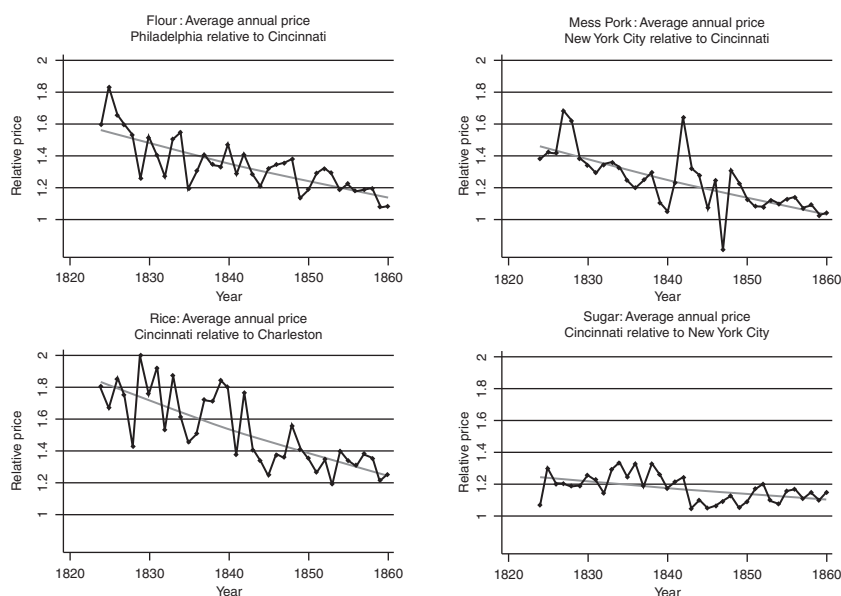 Flour: Average annual price
Philadelphia relative to Cincinnati
Relative price
2
1.8
1.6
1.4
1.2
1
1820 1830 1840 1850 1860
Year
Mess Pork: Average annual price
New York City relative to Cincinnati
Relative price
2
1.8
1.6
1.4
1.2
1
1820 1830 1840 1850 1860
Year
Rice: Average annual price
Cincinnati relative to Charleston
Relative price
2
1.8
1.6
1.4
1.2
1
1820 1830 1840 1850 1860
Year
Sugar: Average annual price
Cincinnati relative to New York City
Relative price
2
1.8
1.6
1.4
1.2
1
1820 1830 1840 1850 1860
Year